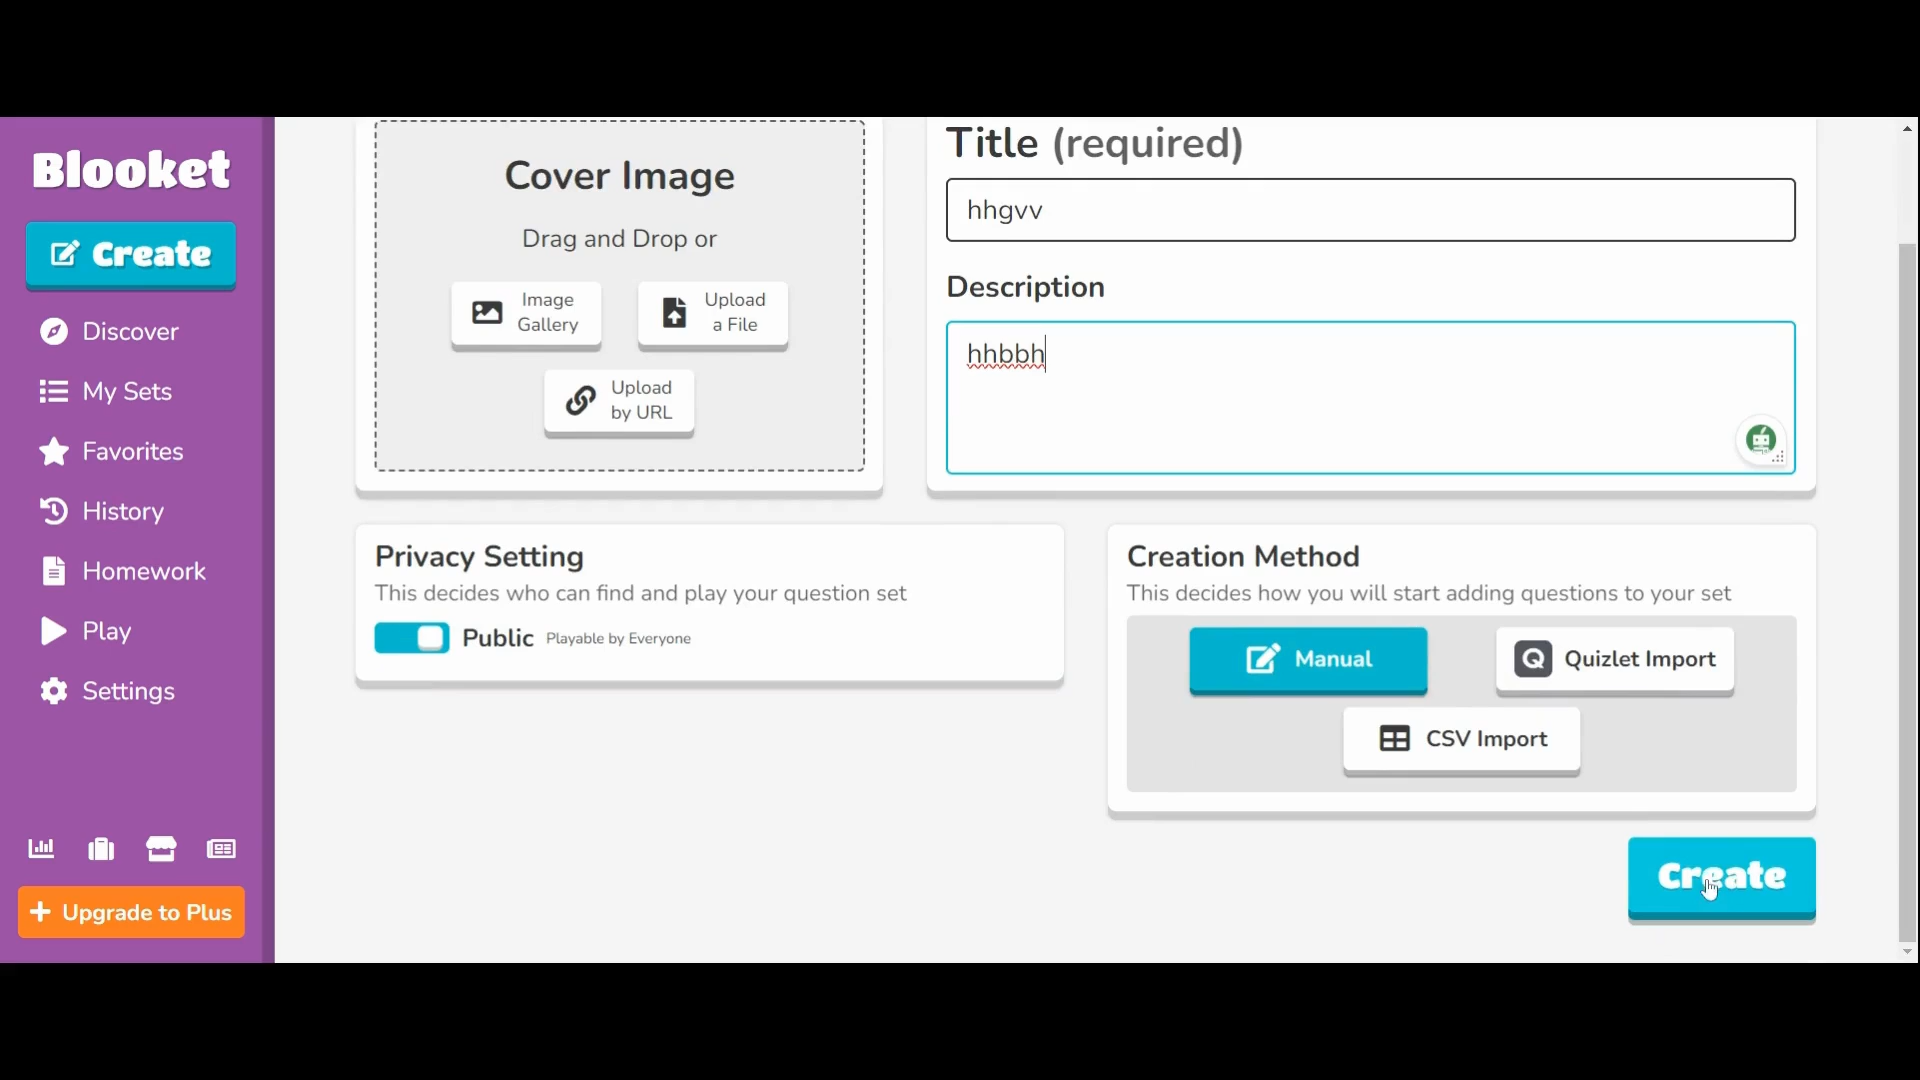 Blooket
Create
Discover
My Sets
Favorites
History
Homework
Play
Settings
Upgrade to Plus
Cover Image
Drag and Drop or
Image
Gallery
Upload
a File
Upload
by URL
Title (required)
hhgvv
Description
hhbbh
Privacy Setting
This decides who can find and play your question set
Public Playable by Everyone
Creation Method
This decides how you will start adding questions to your set
Manual
Quizlet Import
CSV Import
Create